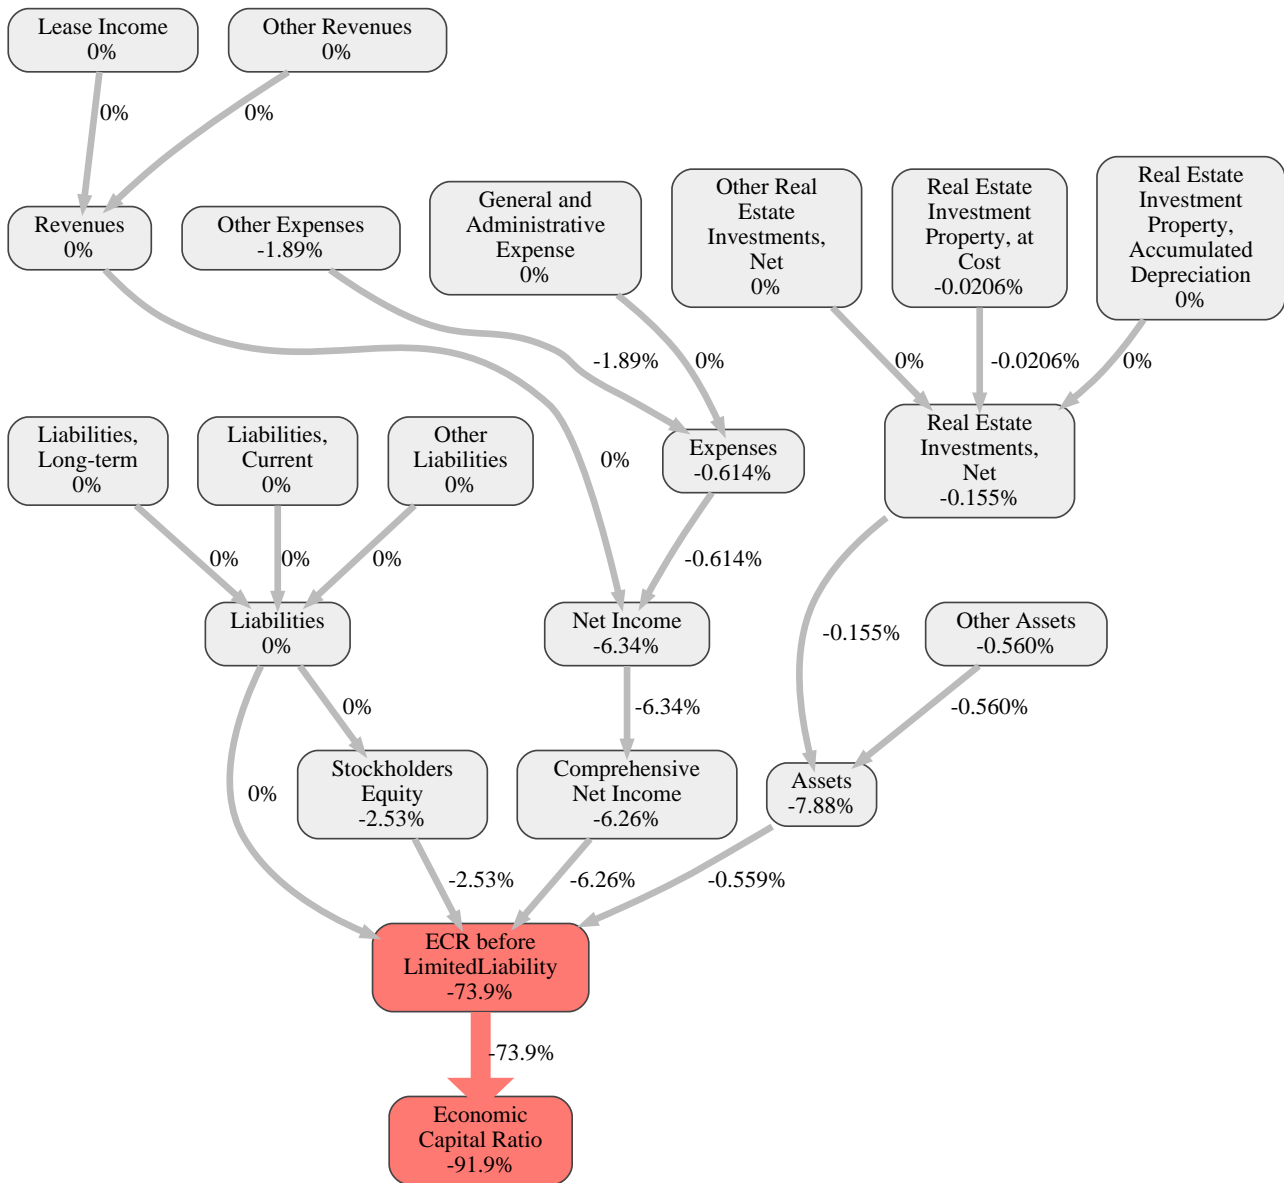 Lease Income
0%
Other Revenues
0%
0%
0%
Revenues
0%
Other Expenses
-1.89%
General and
Administrative
Expense
0%
Other Real
Estate
Investments,
Net
0%
Real Estate
Investment
Property, at
Cost
-0.0206%
Real Estate
Investment
Property,
Accumulated
Depreciation
0%
-1.89%
0%
0%
-0.0206%
0%
Liabilities,
Long-term
0%
Liabilities,
Current
0%
Other
Liabilities
0%
0%
Expenses
-0.614%
Real Estate
Investments,
Net
-0.155%
0%
0%
0%
-0.614%
Liabilities
0%
Net Income
-6.34%
-0.155%
Other Assets
-0.560%
0%
-6.34%
-0.560%
Stockholders
Equity
-2.53%
Comprehensive
Net Income
-6.26%
Assets
-7.88%
0%
-2.53%
-6.26%
-0.559%
ECR before
LimitedLiability
-73.9%
-73.9%
Economic
Capital Ratio
-91.9%